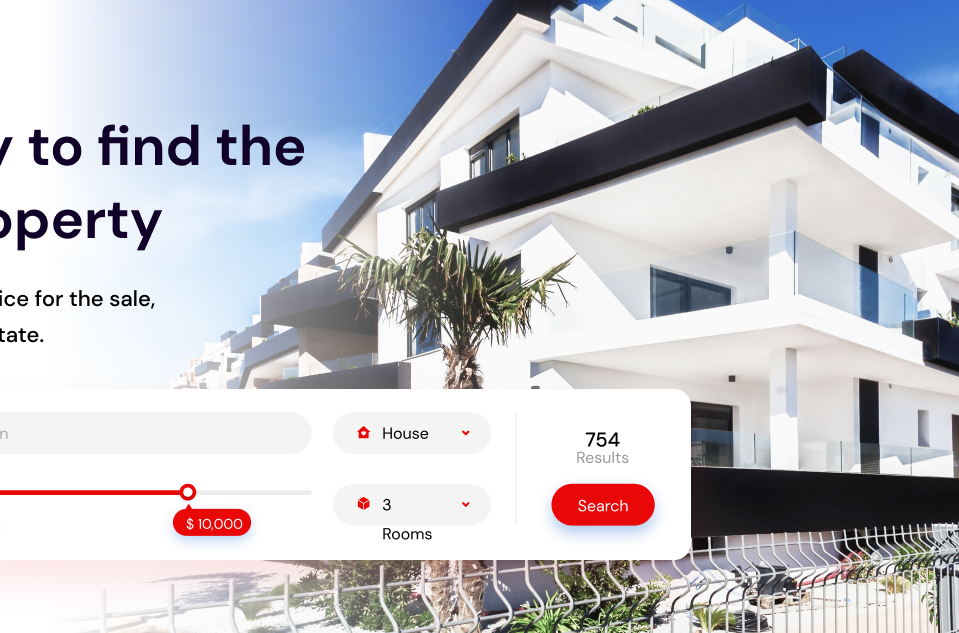 y to find the
operty
ice for the sale,
tate.
n
House
754
Results
3
Rooms
Search
$ 10,000